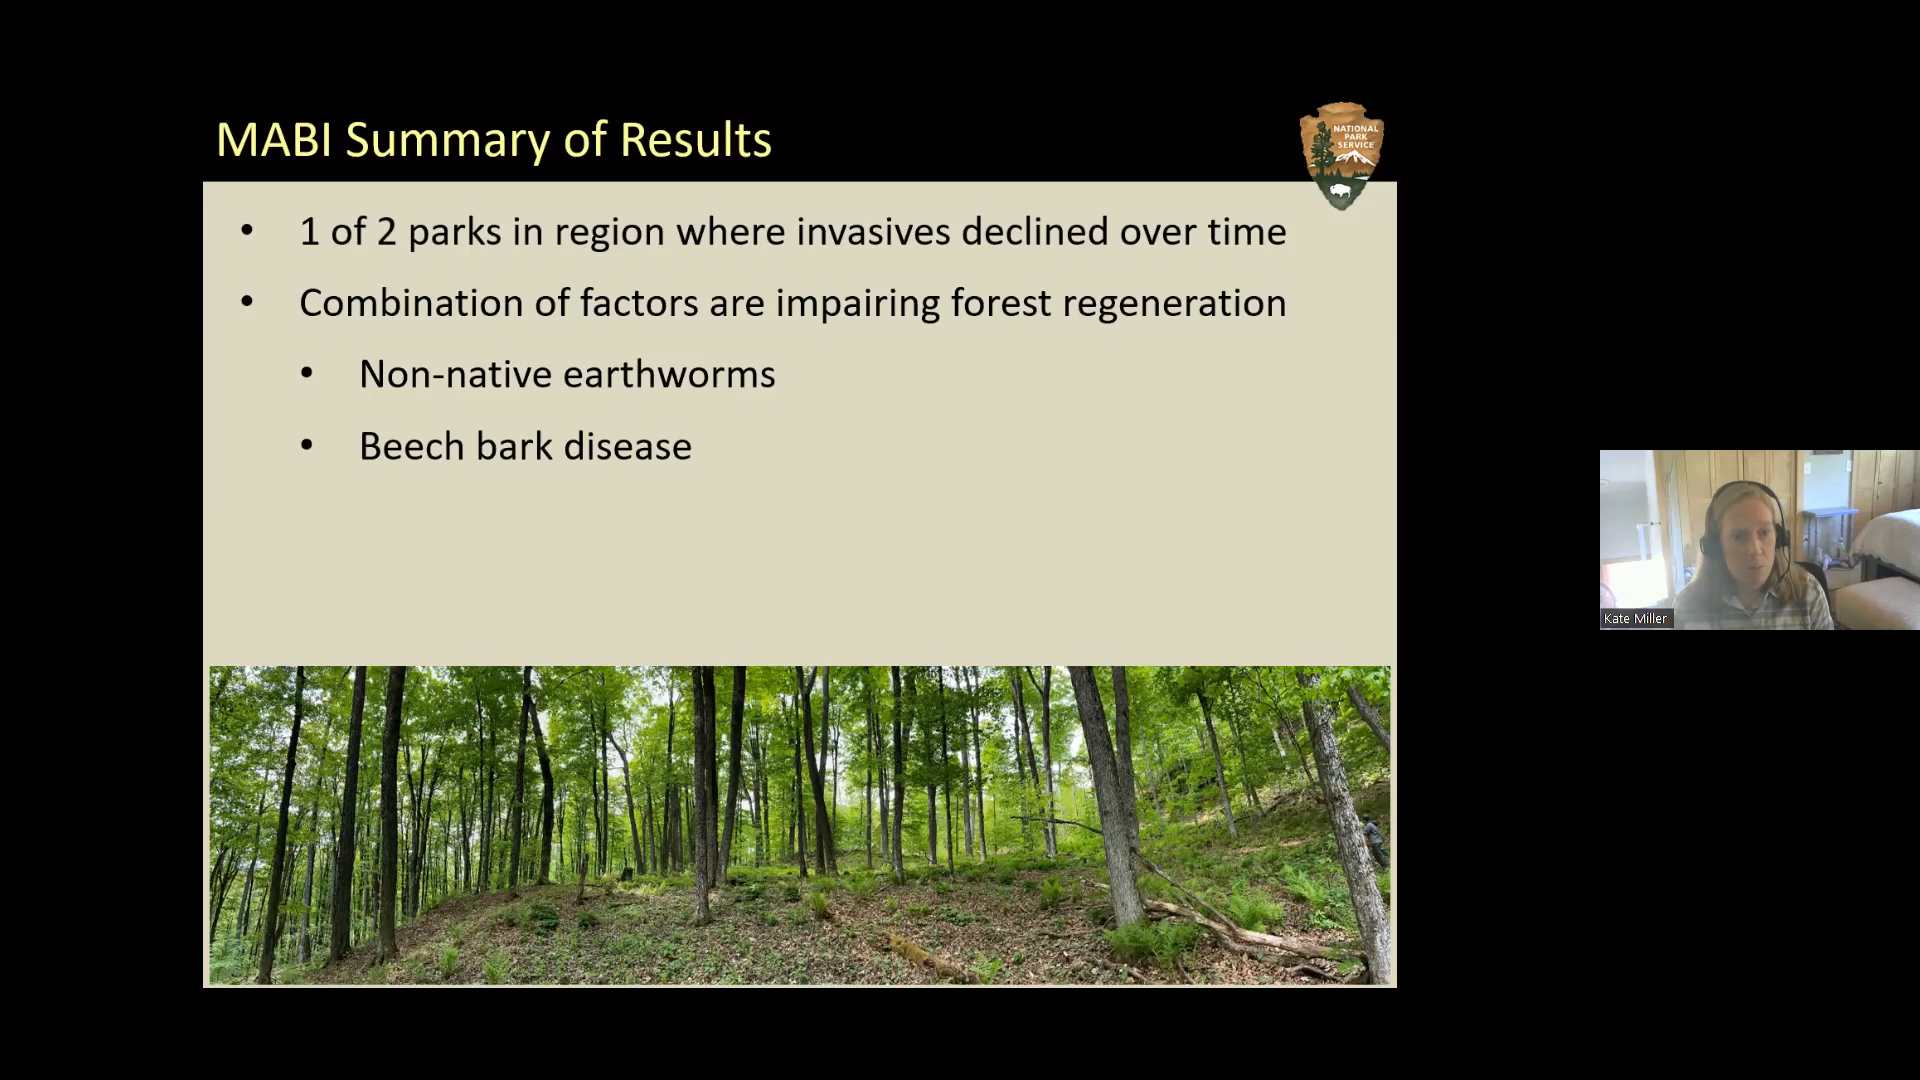 MABI Summary of Results
NATIONAL
PARK
SERVICE
• 1 of 2 parks in region where invasives declined over time
• Combination of factors are impairing forest regeneration
• Non-native earthworms
• Beech bark disease
Kate Miller